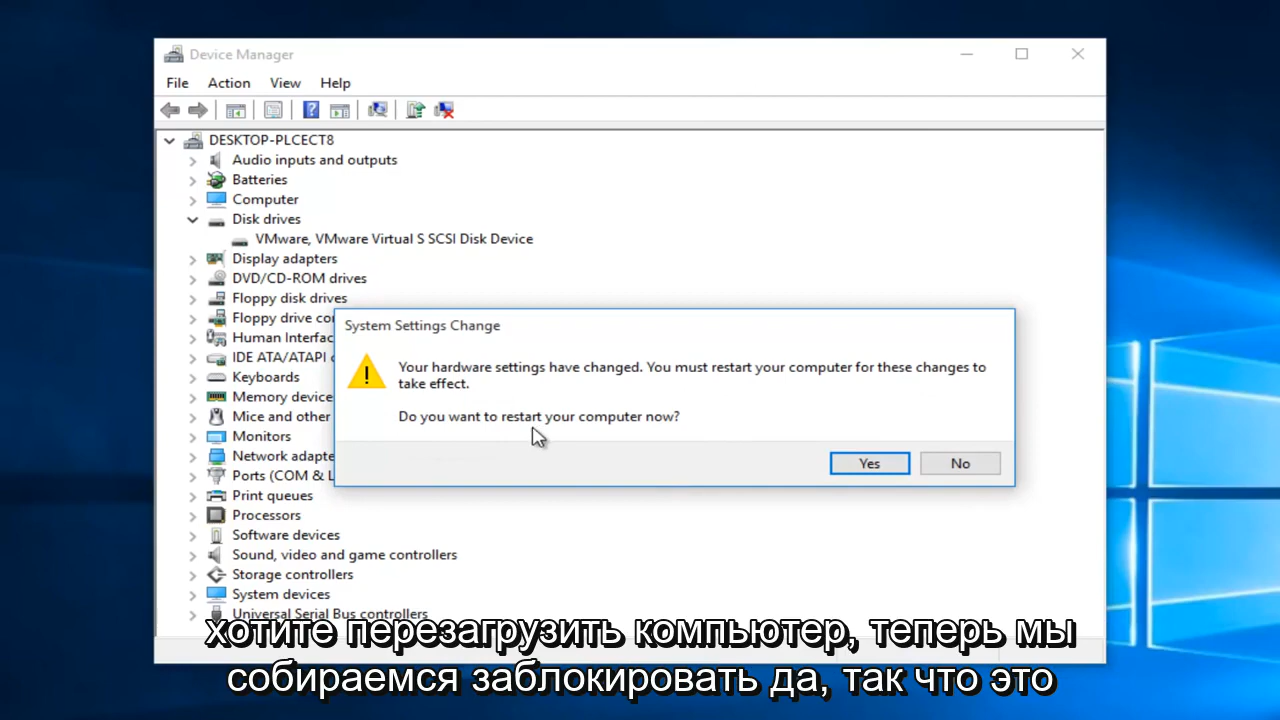 Device Manager
File Action View Help
DESKTOP-PLCECT8
Audio inputs and outputs
Batteries
Computer
Disk drives
VMware, VMware Virtual S SCSI Disk Device
Display adapters
DVD/CD-ROM drives
Floppy disk drives
Floppy drive co
Human Interfac
IDE ATA/ATAPI
Keyboards
Memory device
Mice and other
Monitors
Network adapte
Ports (COM & L
Print queues
Processors
Software devices
Sound, video and game controllers
Storage controllers
System devices
Universal Serial Bus controllers
System Settings Change
Your hardware settings have changed. You must restart your computer for these changes to
take effect.
Do you want to restart your computer now?
Yes No
хотите перезагрузить компьютер, теперь мы
собираемся заблокировать да, так что это